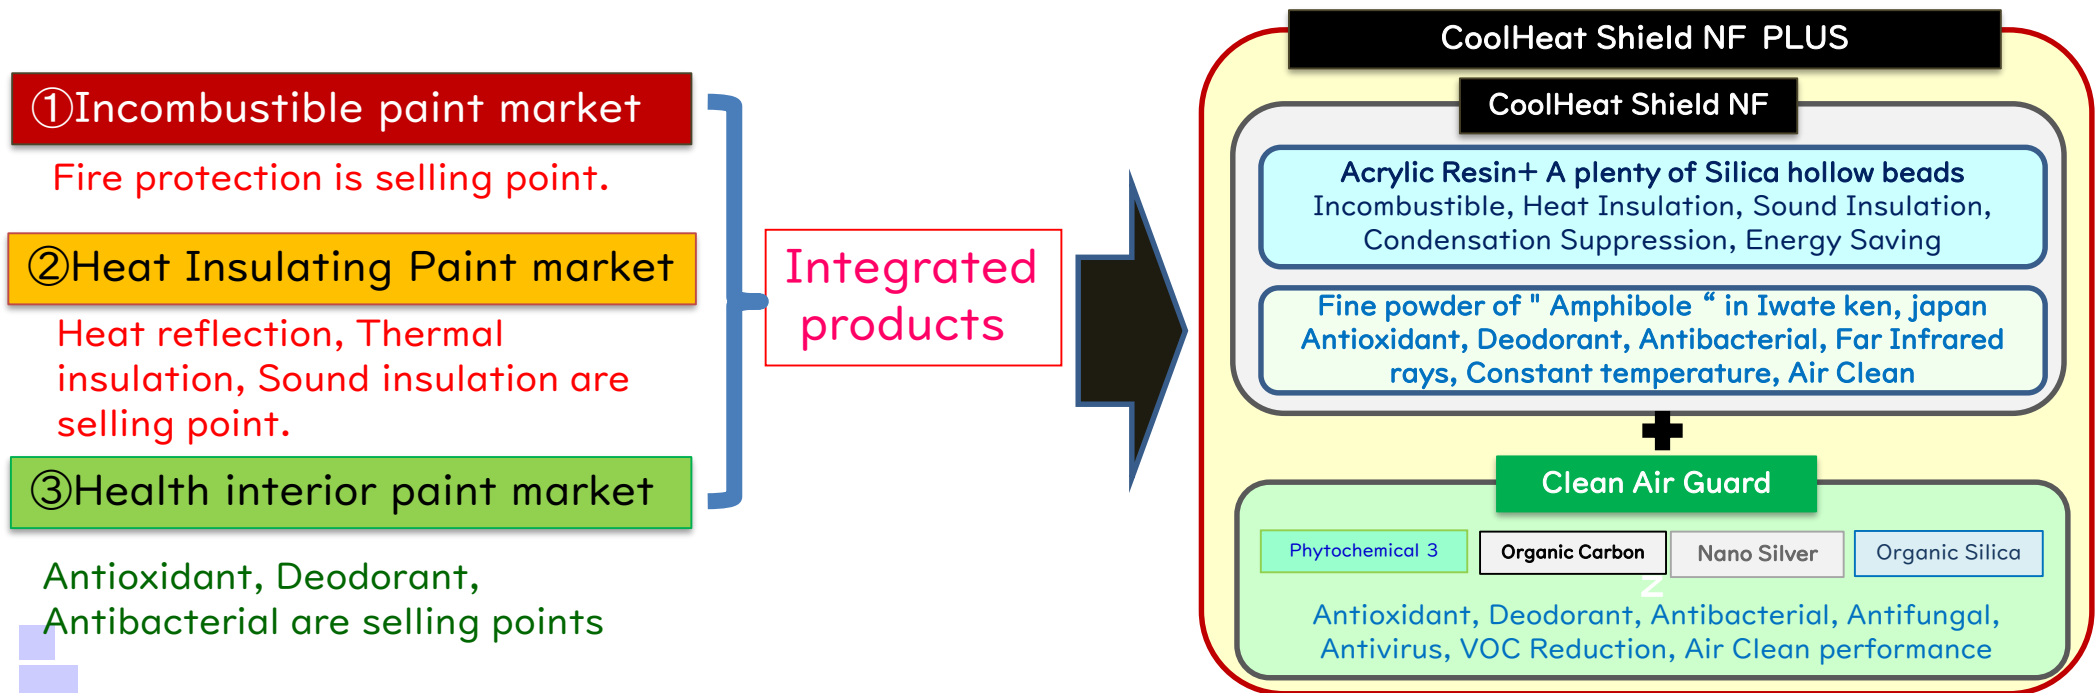 ①Incombustible paint market
Fire protection is selling point.
②Heat Insulating Paint market
Heat reflection, Thermal
insulation, Sound insulation are
selling point.
③Health interior paint market
Antioxidant, Deodorant,
Antibacterial are selling points
Integrated
products
CoolHeat Shield NF PLUS
CoolHeat Shield NF
Acrylic Resin+ A plenty of Silica hollow beads
Incombustible, Heat Insulation, Sound Insulation,
Condensation Suppression, Energy Saving
Fine powder of " Amphibole “ in Iwate ken, japan
Antioxidant, Deodorant, Antibacterial, Far Infrared
rays, Constant temperature, Air Clean
Clean Air Guard
Phytochemical 3
Organic Carbon
Nano Silver
Organic Silica
Antioxidant, Deodorant, Antibacterial, Antifungal,
Antivirus, VOC Reduction, Air Clean performance